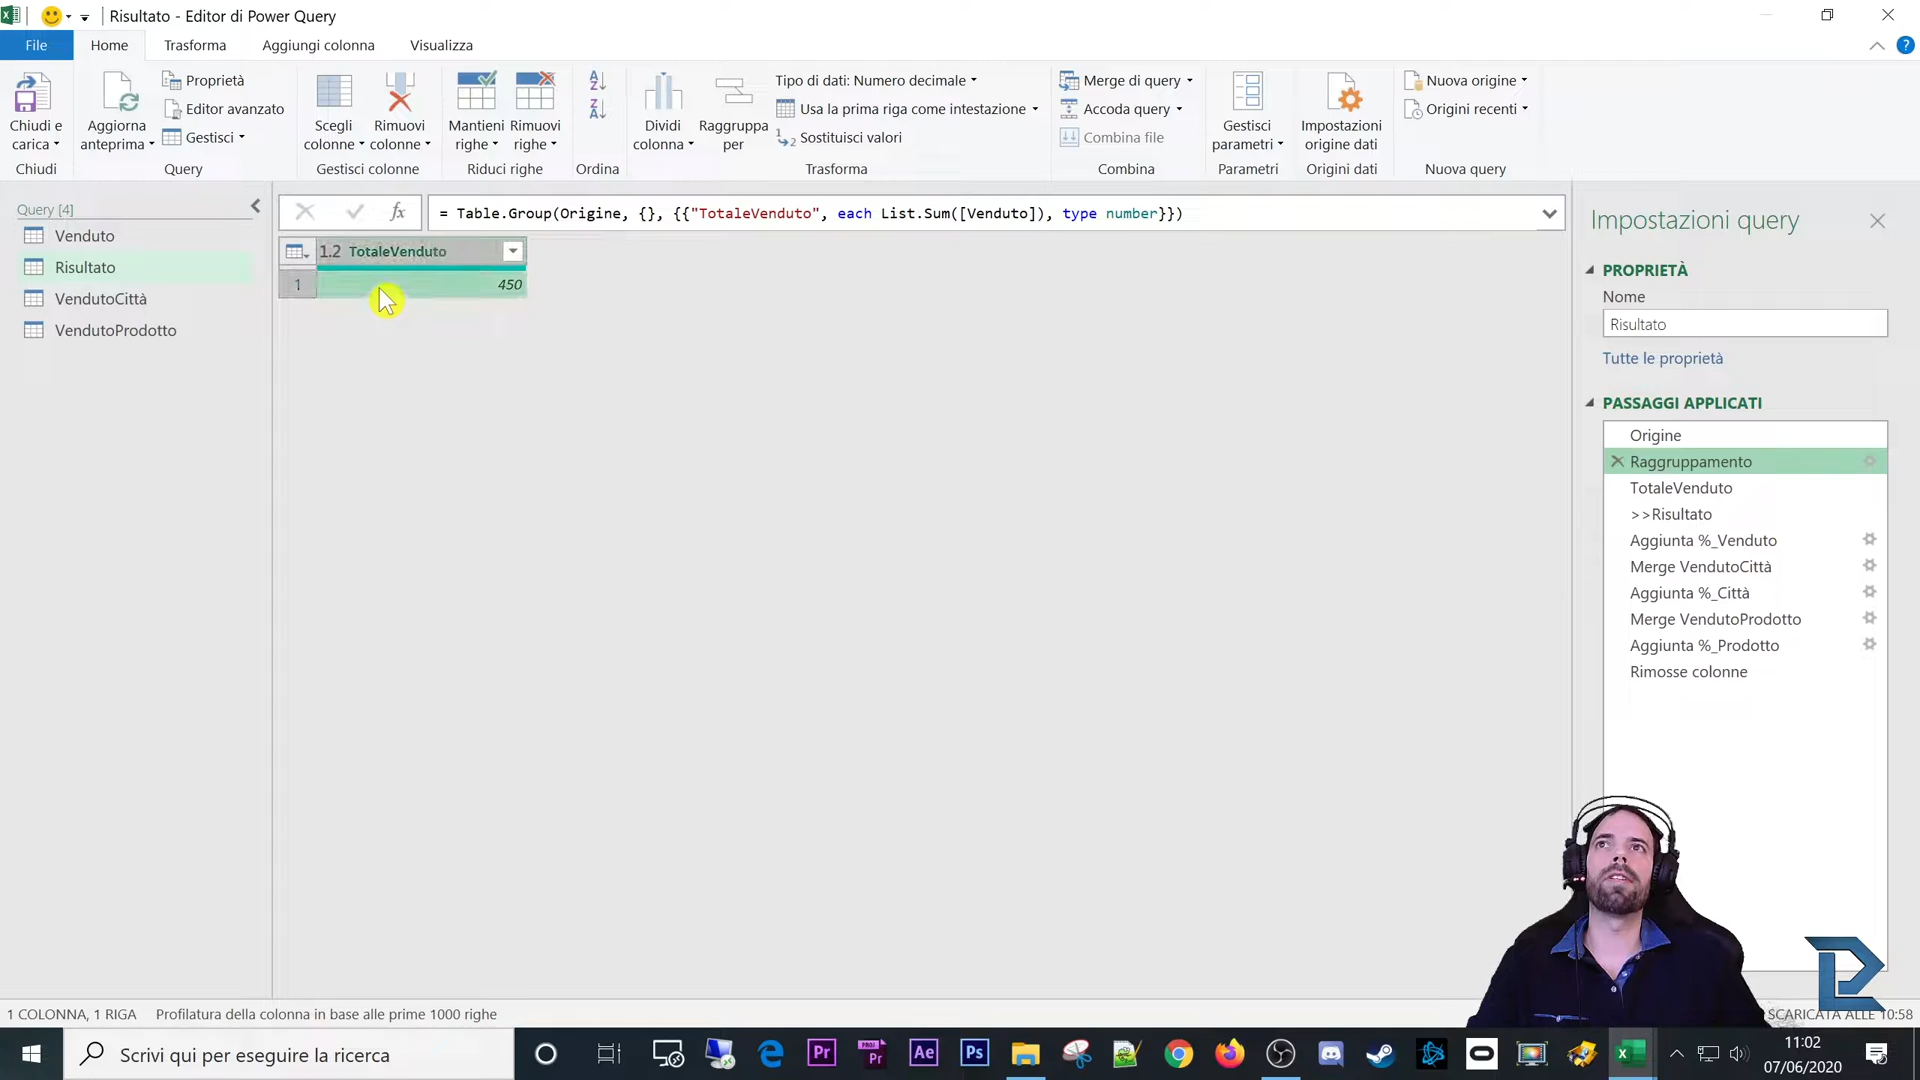 Risultato - Editor di Power Query
File
Home
Trasforma
Aggiungi colonna
Visualizza
?
Chiudi e carica
Chiudi
Aggiorna anteprima
Proprietà
Editor avanzato
Gestisci
Query
Scegli colonne
Rimuovi colonne
Gestisci colonne
Mantieni righe
Rimuovi righe
Riduci righe
Ordina
Dividi colonna
Raggruppa per
Tipo di dati: Numero decimale
Usa la prima riga come intestazione
Sostituisci valori
Trasforma
Merge di query
Accoda query
Combina file
Combina
Gestisci parametri
Parametri
Impostazioni origine dati
Origini dati
Nuova origine
Origini recenti
Nuova query
Query [4]
Venduto
Risultato
VendutoCittà
VendutoProdotto
fx
= Table.Group(Origine, {}, {{"TotaleVenduto", each List.Sum([Venduto]), type number}})
1.2 TotaleVenduto
1 450
Impostazioni query
PROPRIETÀ
Nome
Risultato
Tutte le proprietà
PASSAGGI APPLICATI
Origine
Raggruppamento
TotaleVenduto
>>Risultato
Aggiunta %_Venduto
Merge VendutoCittà
Aggiunta %_Città
Merge VendutoProdotto
Aggiunta %_Prodotto
Rimosse colonne
1 COLONNA, 1 RIGA
Profilatura della colonna in base alle prime 1000 righe
SCARICATA ALLE 10:58
Scrivi qui per eseguire la ricerca
Pr
Pr
Ae
Ps
11:02
07/06/2020